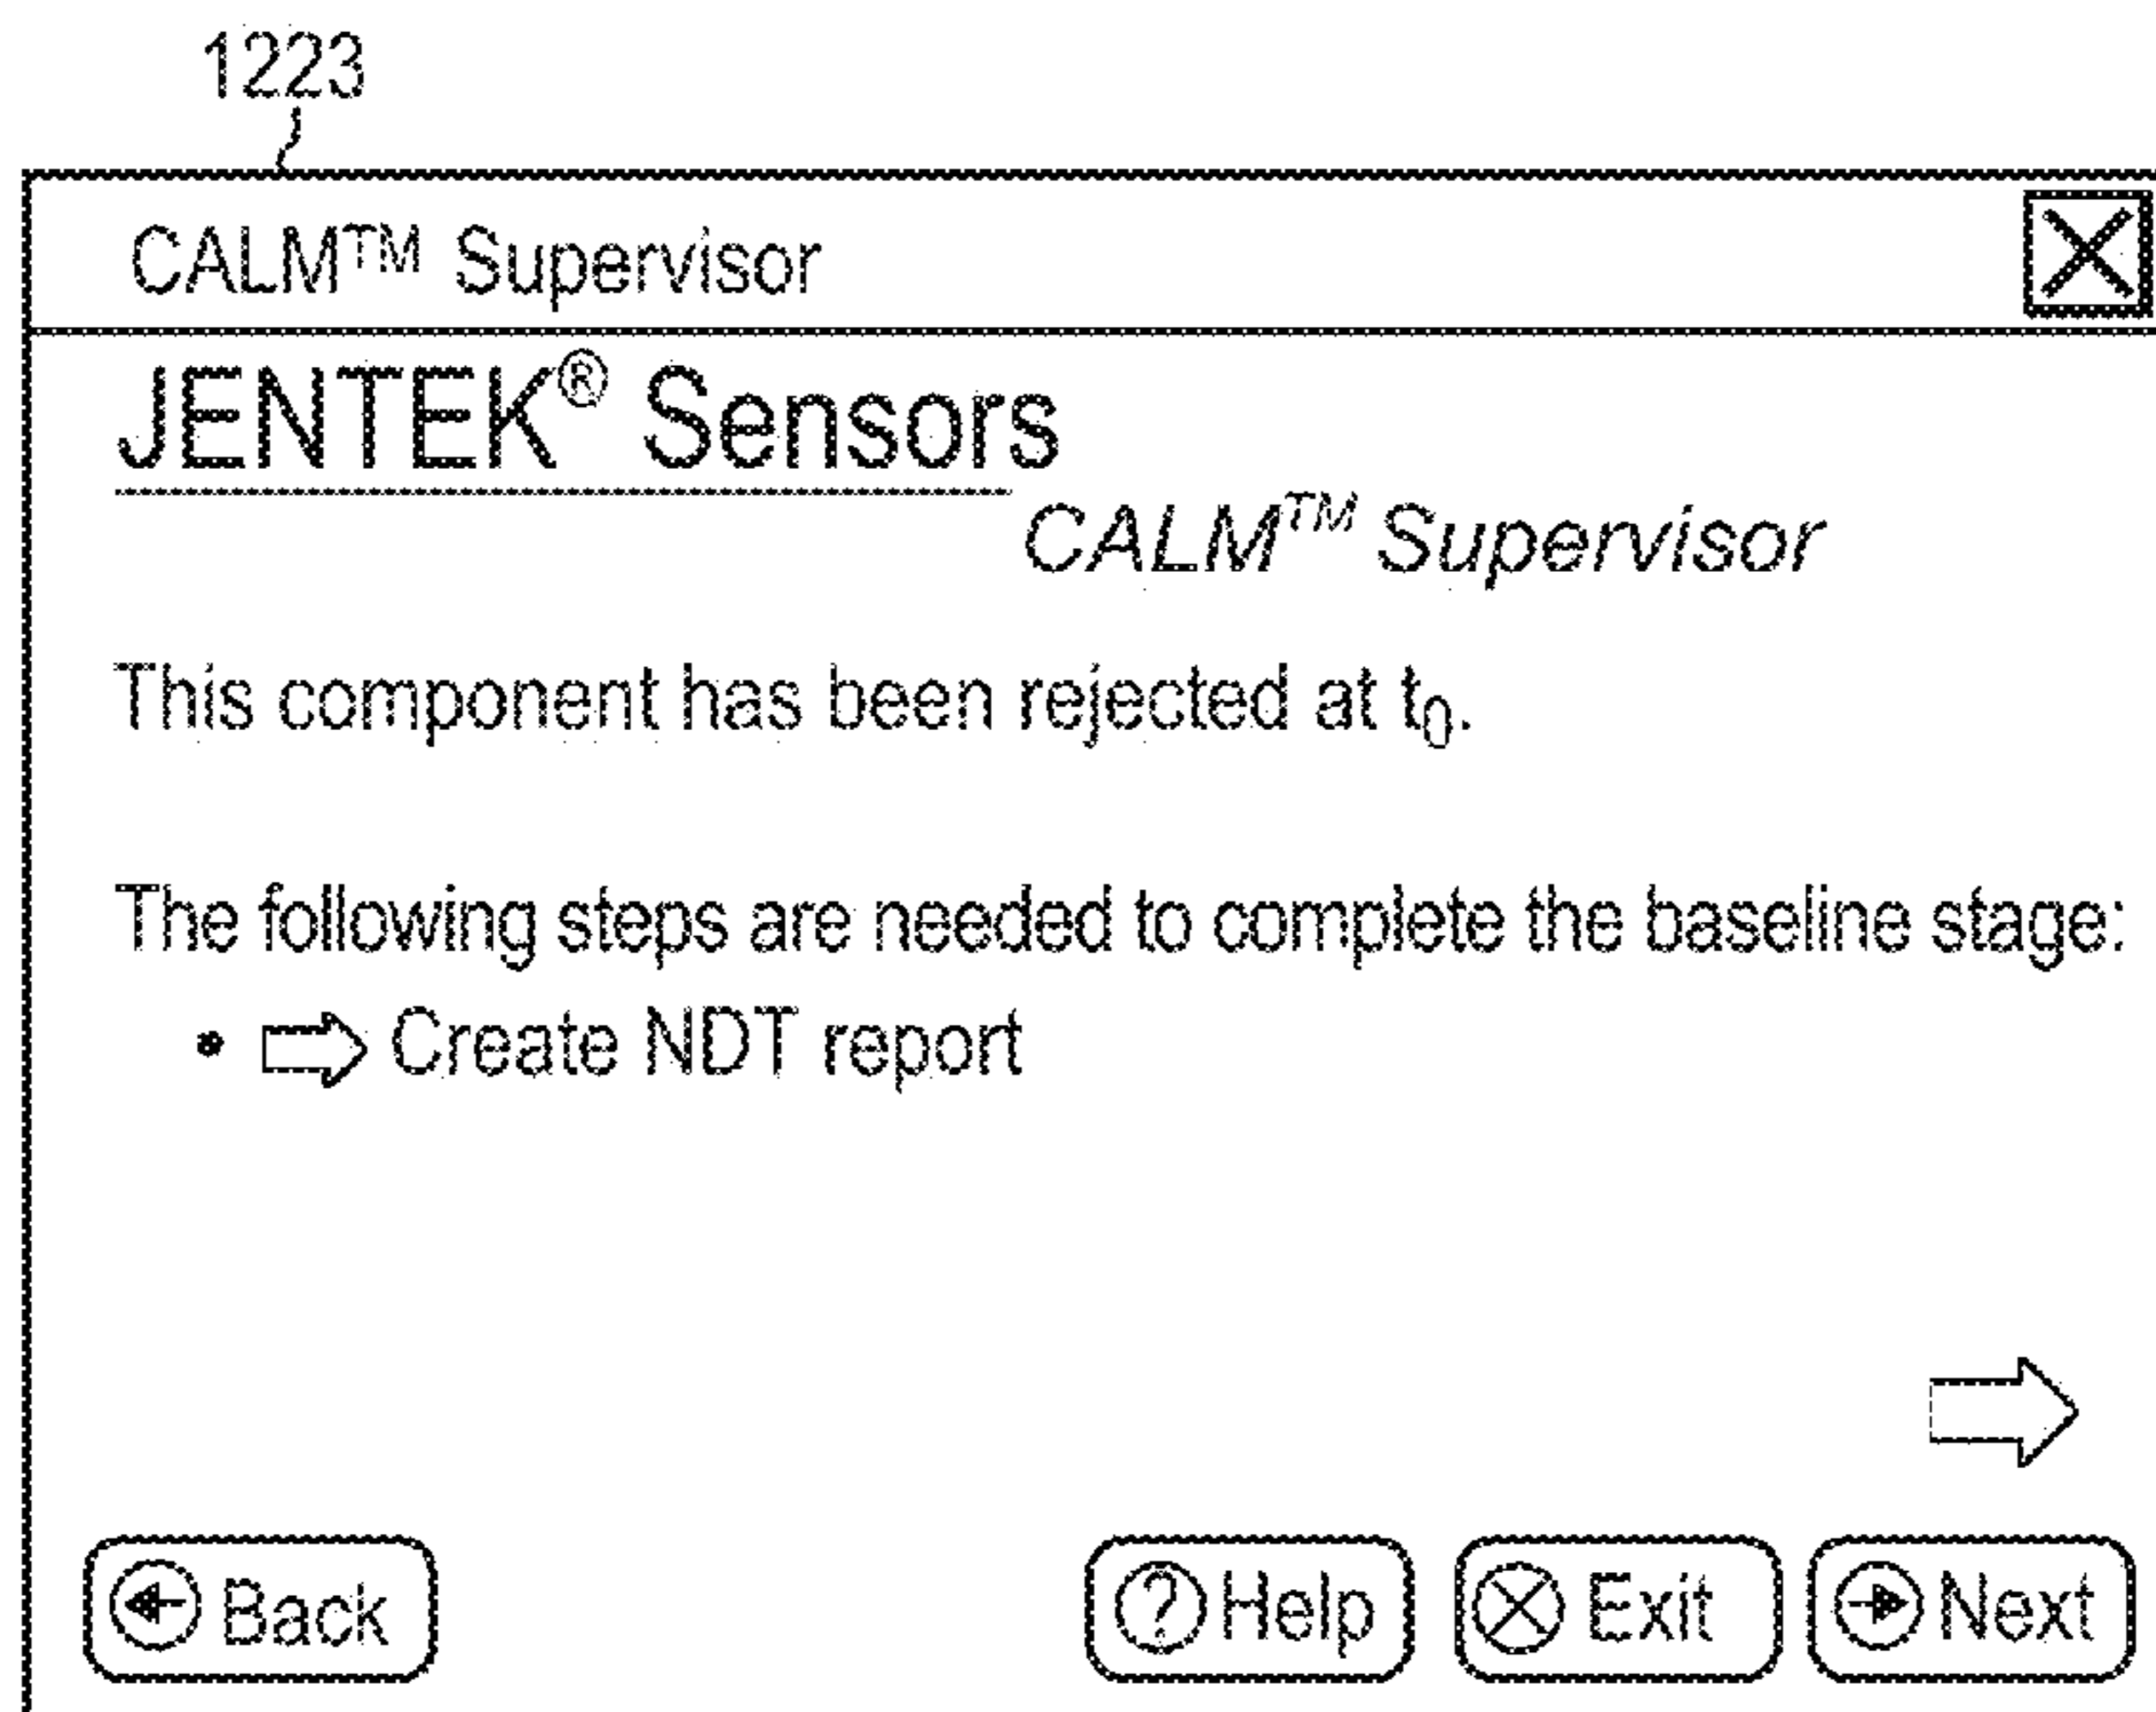 1223
CALM™ Supervisor
JENTEK® Sensors
CALM™ Supervisor
This component has been rejected at t₀.
The following steps are needed to complete the baseline stage:
• ⇨ Create NDT report
Back Help Exit Next